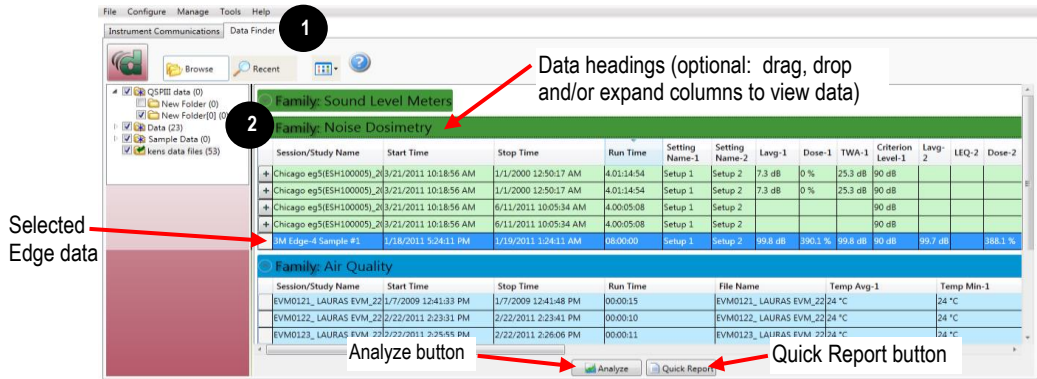 File Configure Manage Tools Help
Instrument Communications Data Finder 1
Browse Recent
Data headings (optional: drag, drop
and/or expand columns to view data)
QSPIII data (0)
New Folder (0)
New Folder[0] (0)
Data (23)
Sample Data (0)
kens data files (53)
Family: Sound Level Meters
2 Family: Noise Dosimetry
Session/Study Name Start Time Stop Time Run Time Setting Name-1 Setting Name-2 Lavg-1 Dose-1 TWA-1 Criterion Level-1 Lavg-2 LEQ-2 Dose-2
+ Chicago eg5(ESH100005)_2( 3/21/2011 10:18:56 AM 1/1/2000 12:50:17 AM 4.01:14:54 Setup 1 Setup 2 7.3 dB 0 % 25.3 dB 90 dB
+ Chicago eg5(ESH100005)_2( 3/21/2011 10:18:56 AM 1/1/2000 12:50:17 AM 4.01:14:54 Setup 1 Setup 2 7.3 dB 0 % 25.3 dB 90 dB
+ Chicago eg5(ESH100005)_2( 3/21/2011 10:18:56 AM 6/11/2011 10:05:34 AM 4.00:05:08 Setup 1 Setup 2 90 dB
+ Chicago eg5(ESH100005)_2( 3/21/2011 10:18:56 AM 6/11/2011 10:05:34 AM 4.00:05:08 Setup 1 Setup 2 90 dB
3M Edge-4 Sample #1 1/18/2011 5:24:11 PM 1/19/2011 1:24:11 AM 08:00:00 Setup 1 Setup 2 99.8 dB 390.1 % 99.8 dB 90 dB 99.7 dB 388.1 %
Selected
Edge data
Family: Air Quality
Session/Study Name Start Time Stop Time Run Time File Name Temp Avg-1 Temp Min-1
EVM0121_ LAURAS EVM_22 1/7/2009 12:41:33 PM 1/7/2009 12:41:48 PM 00:00:15 EVM0121_ LAURAS EVM_22 24 °C 24 °C
EVM0122_ LAURAS EVM_22 2/22/2011 2:23:31 PM 2/22/2011 2:23:41 PM 00:00:10 EVM0122_ LAURAS EVM_22 24 °C 24 °C
EVM0123_ LAURAS EVM_22 2/22/2011 2:25:55 PM 2/22/2011 2:26:06 PM 00:00:11 EVM0123_ LAURAS EVM_22 24 °C 24 °C
Analyze button Quick Report button
Analyze Quick Report